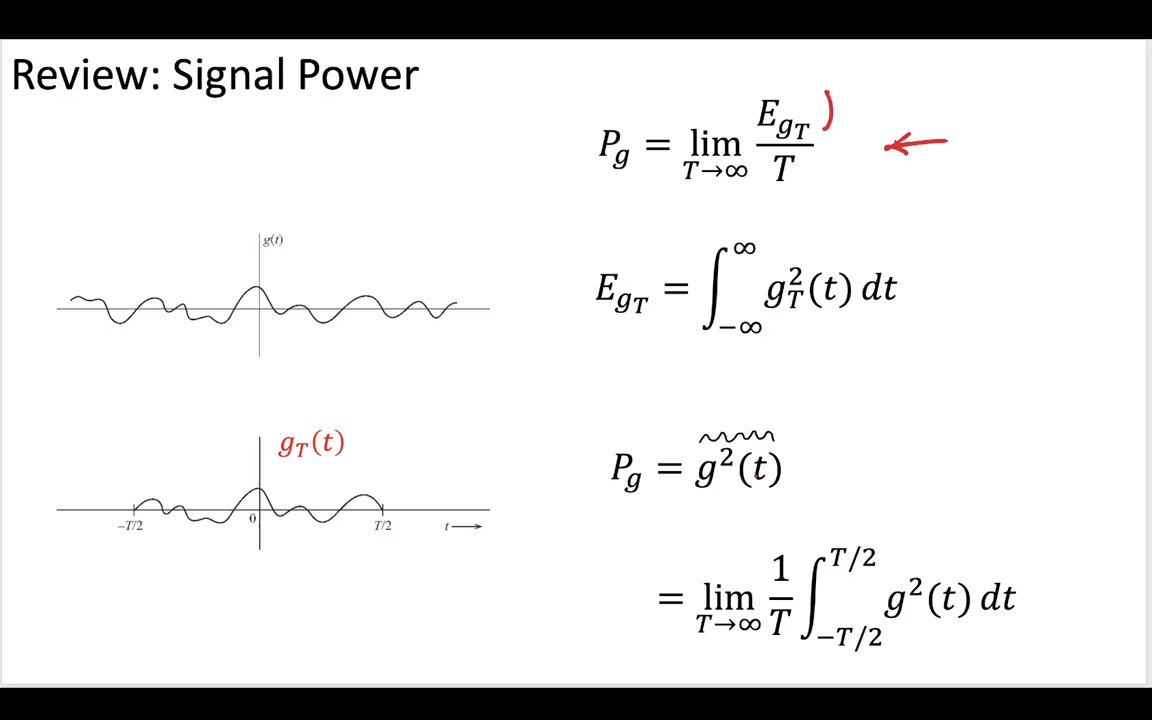 Review: Signal Power
P_g = lim_{T→∞} E_{g_T} / T )
g(t)
E_{g_T} = ∫_{−∞}^{∞} g_T^2(t) dt
g_T(t)
P_g = g^2(t)
−T/2 0 T/2 t
= lim_{T→∞} 1/T ∫_{−T/2}^{T/2} g^2(t) dt